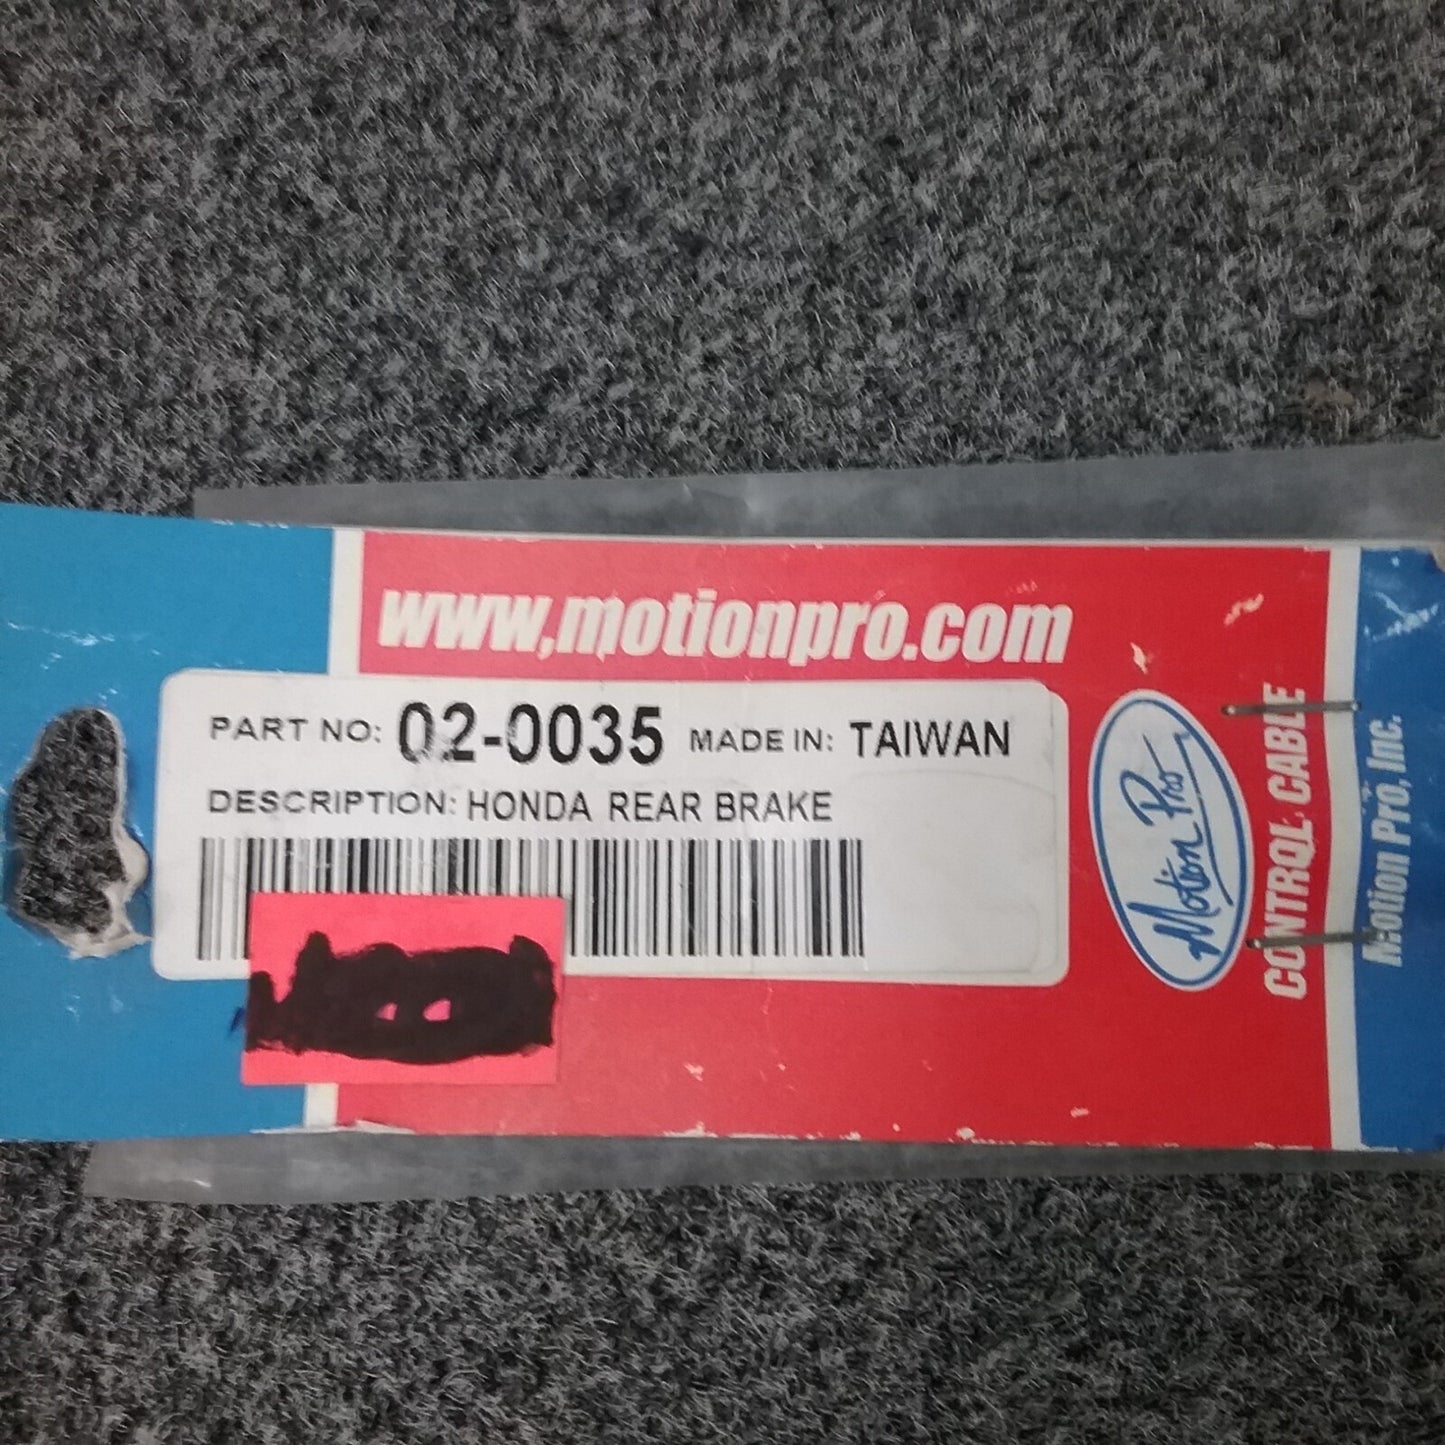 www.motionpro.com
PART NO: 02-0035 MADE IN: TAIWAN
DESCRIPTION: HONDA REAR BRAKE
Motion Pro
CONTROL CABLE
Motion Pro, Inc.